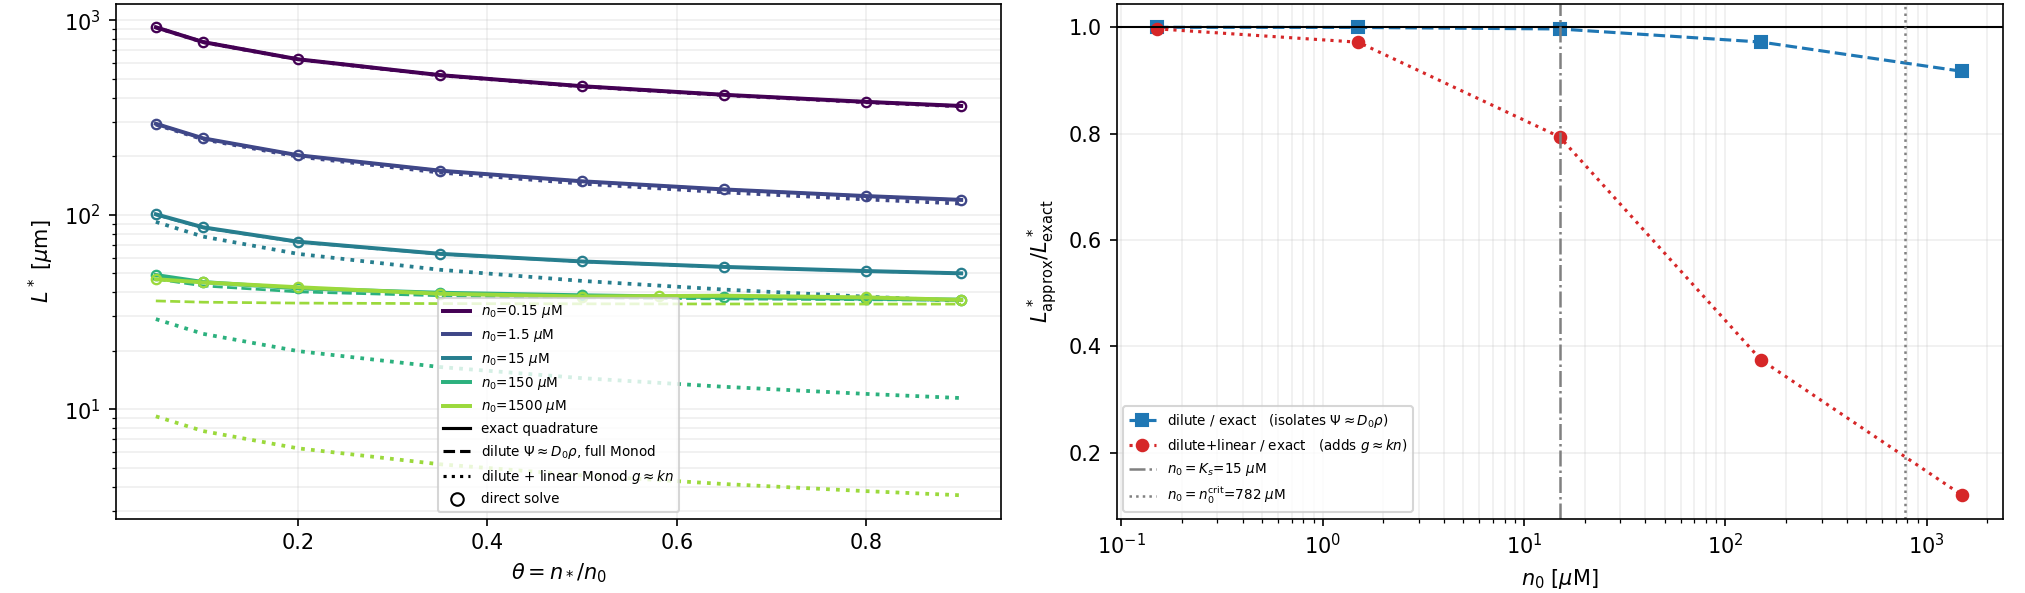 10³
10²
10¹
L* [μm]
0.2
0.4
0.6
0.8
θ = n*/n₀
n₀=0.15 μM
n₀=1.5 μM
n₀=15 μM
n₀=150 μM
n₀=1500 μM
exact quadrature
dilute Ψ≈D₀ρ, full Monod
dilute + linear Monod g≈kn
direct solve
1.0
0.8
0.6
0.4
0.2
L*approx/L*exact
10⁻¹
10⁰
10¹
10²
10³
n₀ [μM]
dilute / exact (isolates Ψ≈D₀ρ)
dilute+linear / exact (adds g≈kn)
n₀ = Kₛ=15 μM
n₀ = n₀^crit=782 μM